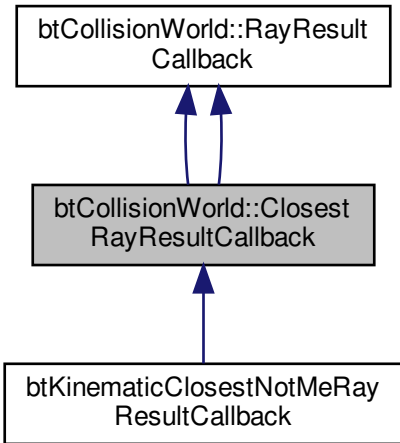 btCollisionWorld::RayResult
Callback
btCollisionWorld::Closest
RayResultCallback
btKinematicClosestNotMeRay
ResultCallback